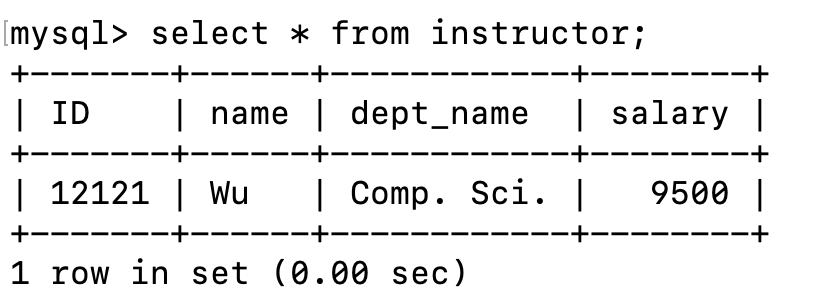 [mysql> select * from instructor;
+-------+------+------------+--------+
| ID    | name | dept_name  | salary |
+-------+------+------------+--------+
| 12121 | Wu   | Comp. Sci. |   9500 |
+-------+------+------------+--------+
1 row in set (0.00 sec)